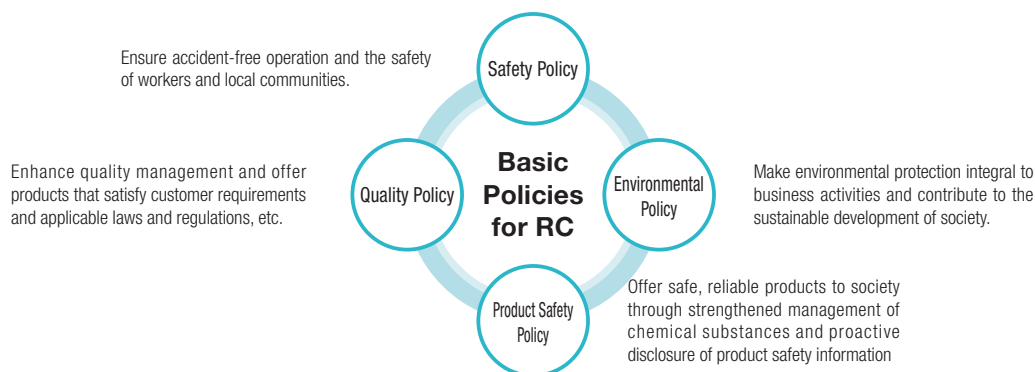 Ensure accident-free operation and the safety
of workers and local communities.
Safety Policy
Enhance quality management and offer
products that satisfy customer requirements
and applicable laws and regulations, etc.
Quality Policy
Basic
Policies
for RC
Environmental
Policy
Make environmental protection integral to
business activities and contribute to the
sustainable development of society.
Product Safety
Policy
Offer safe, reliable products to society
through strengthened management of
chemical substances and proactive
disclosure of product safety information